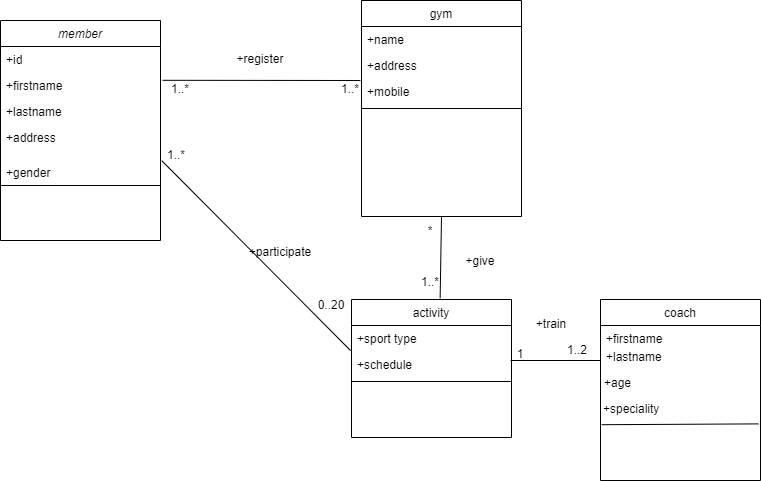 member
+id
+firstname
+lastname
+address
+gender
+register
1..*
1..*
gym
+name
+address
+mobile
1..*
+participate
0..20
*
+give
1..*
activity
+sport type
+schedule
+train
1
1..2
coach
+firstname
+lastname
+age
+speciality